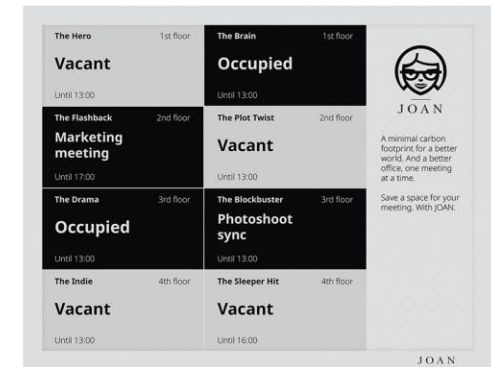 The Hero 1st floor
Vacant
Until 13:00
The Brain 1st floor
Occupied
Until 13:00
The Flashback 2nd floor
Marketing
meeting
Until 17:00
The Plot Twist 2nd floor
Vacant
Until 13:00
The Drama 3rd floor
Occupied
Until 13:00
The Blockbuster 3rd floor
Photoshoot
sync
Until 13:00
The Indie 4th floor
Vacant
Until 13:00
The Sleeper Hit 4th floor
Vacant
Until 16:00
JOAN
A minimal carbon
footprint for a better
world. And a better
office, one meeting
at a time.
Save a space for your
meeting. With JOAN.
JOAN